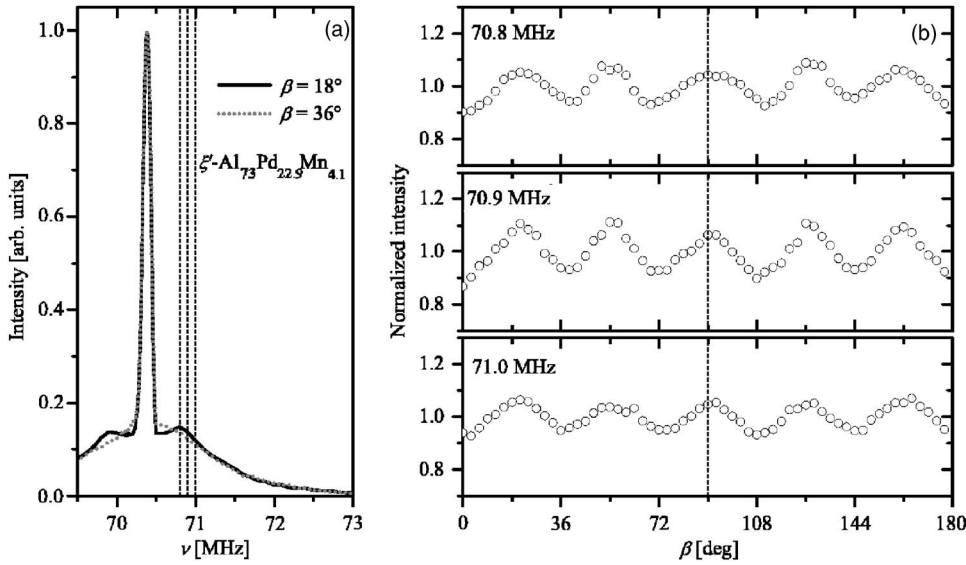 (a)
β = 18°
β = 36°
ξ'-Al73Pd22.9Mn4.1
Intensity [arb. units]
1.0
0.8
0.6
0.4
0.2
0.0
70 71 72 73
ν [MHz]
(b)
70.8 MHz
1.2
1.0
0.8
70.9 MHz
1.2
1.0
0.8
71.0 MHz
1.2
1.0
0.8
Normalized intensity
0 36 72 108 144 180
β [deg]